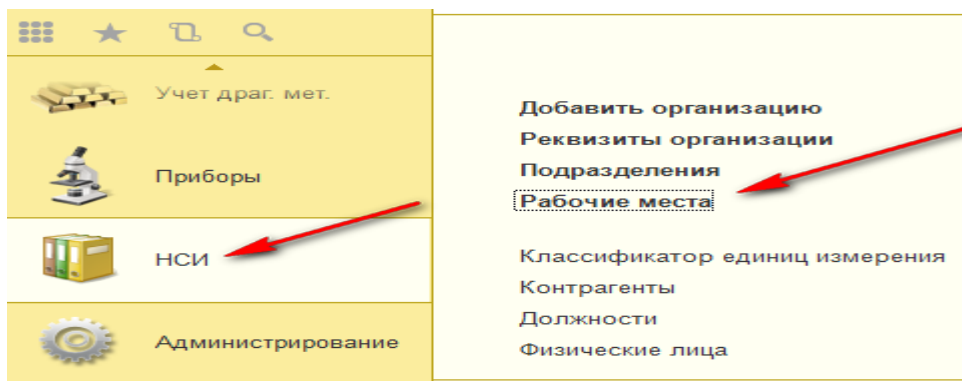 Учет драг. мет.
Приборы
НСИ
Администрирование
Добавить организацию
Реквизиты организации
Подразделения
Рабочие места
Классификатор единиц измерения
Контрагенты
Должности
Физические лица